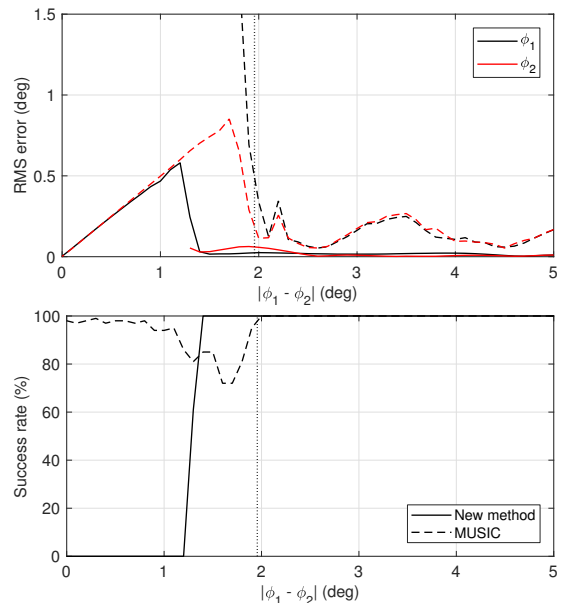 1.5
1
0.5
0
RMS error (deg)
ϕ₁
ϕ₂
0 1 2 3 4 5
|ϕ₁ - ϕ₂| (deg)
100
80
60
40
20
0
Success rate (%)
New method
MUSIC
0 1 2 3 4 5
|ϕ₁ - ϕ₂| (deg)